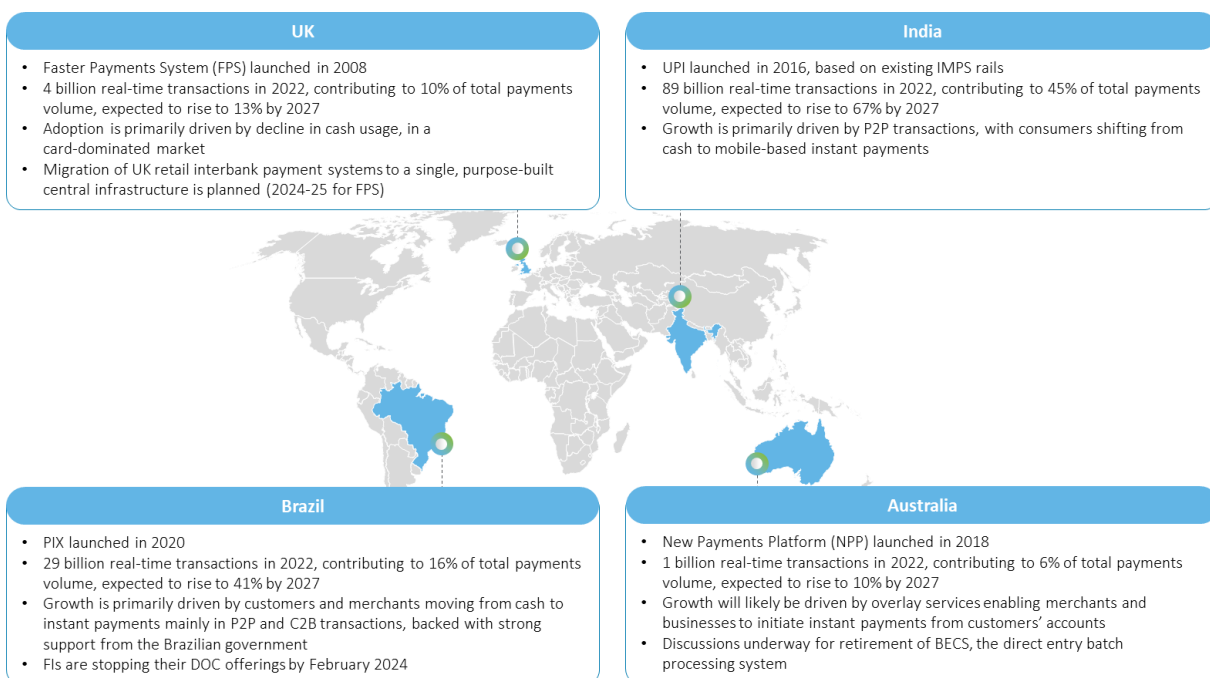 UK
• Faster Payments System (FPS) launched in 2008
• 4 billion real-time transactions in 2022, contributing to 10% of total payments
volume, expected to rise to 13% by 2027
• Adoption is primarily driven by decline in cash usage, in a
card-dominated market
• Migration of UK retail interbank payment systems to a single, purpose-built
central infrastructure is planned (2024-25 for FPS)
India
• UPI launched in 2016, based on existing IMPS rails
• 89 billion real-time transactions in 2022, contributing to 45% of total payments
volume, expected to rise to 67% by 2027
• Growth is primarily driven by P2P transactions, with consumers shifting from
cash to mobile-based instant payments
Brazil
• PIX launched in 2020
• 29 billion real-time transactions in 2022, contributing to 16% of total payments
volume, expected to rise to 41% by 2027
• Growth is primarily driven by customers and merchants moving from cash to
instant payments mainly in P2P and C2B transactions, backed with strong
support from the Brazilian government
• FIs are stopping their DOC offerings by February 2024
Australia
• New Payments Platform (NPP) launched in 2018
• 1 billion real-time transactions in 2022, contributing to 6% of total payments
volume, expected to rise to 10% by 2027
• Growth will likely be driven by overlay services enabling merchants and
businesses to initiate instant payments from customers’ accounts
• Discussions underway for retirement of BECS, the direct entry batch
processing system